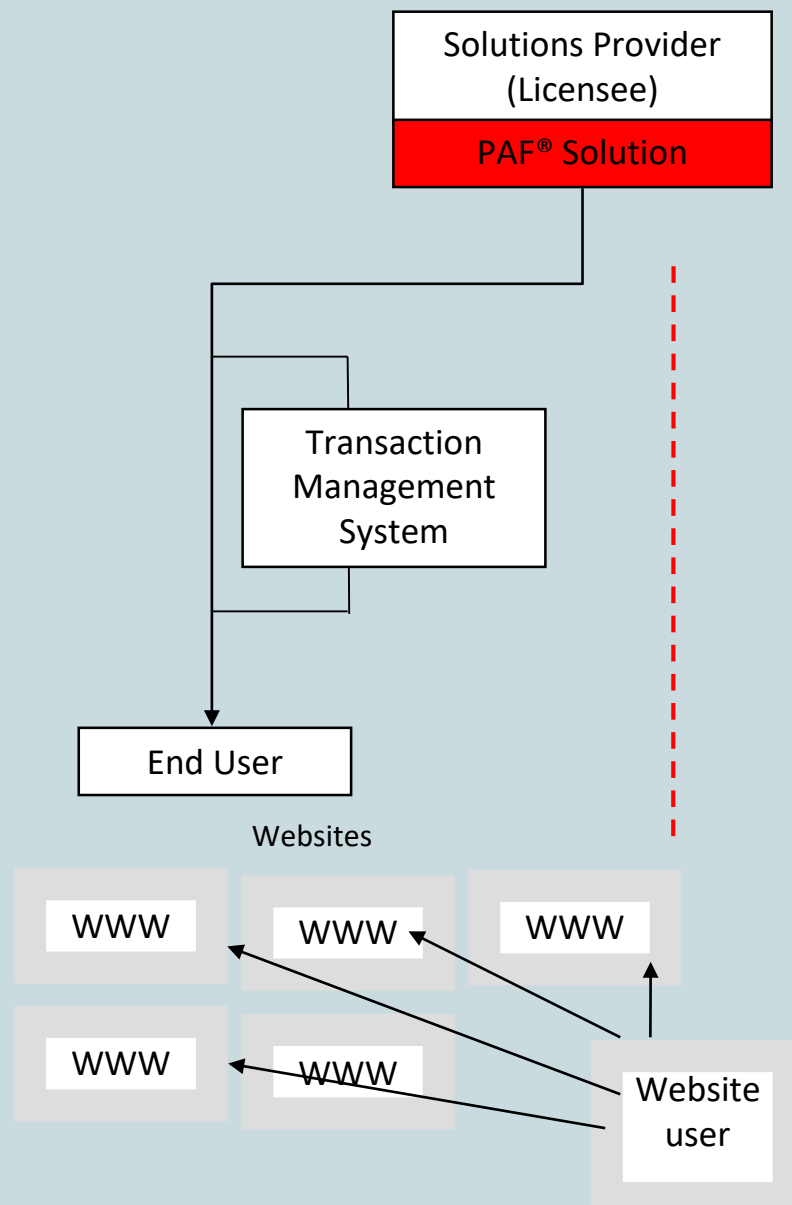 Solutions Provider
(Licensee)
PAF® Solution
Transaction
Management
System
End User
Websites
WWW
WWW
WWW
WWW
WWW
Website
user